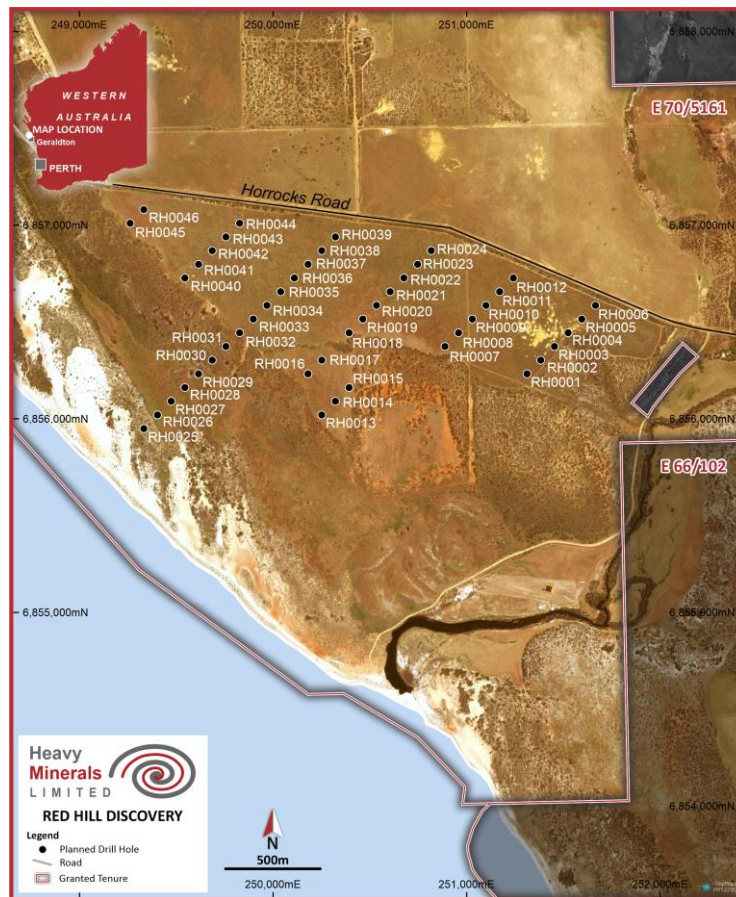 249,000mE
250,000mE
251,000mE
6,858,000mN
WESTERN
AUSTRALIA
MAP LOCATION
Geraldton
PERTH
E 70/5161
Horrocks Road
6,857,000mN
6,857,000mN
RH0046
RH0045
RH0044
RH0043
RH0042
RH0041
RH0040
RH0039
RH0038
RH0037
RH0036
RH0035
RH0034
RH0033
RH0032
RH0031
RH0030
RH0029
RH0028
RH0027
RH0026
RH0025
RH0024
RH0023
RH0022
RH0021
RH0020
RH0019
RH0018
RH0017
RH0016
RH0015
RH0014
RH0013
RH0012
RH0011
RH0010
RH0009
RH0008
RH0007
RH0006
RH0005
RH0004
RH0003
RH0002
RH0001
6,856,000mN
6,856,000mN
E 66/102
6,855,000mN
6,855,000mN
6,854,000mN
Heavy
Minerals
LIMITED
RED HILL DISCOVERY
Legend
Planned Drill Hole
Road
Granted Tenure
N
500m
250,000mE
251,000mE
252,000mE